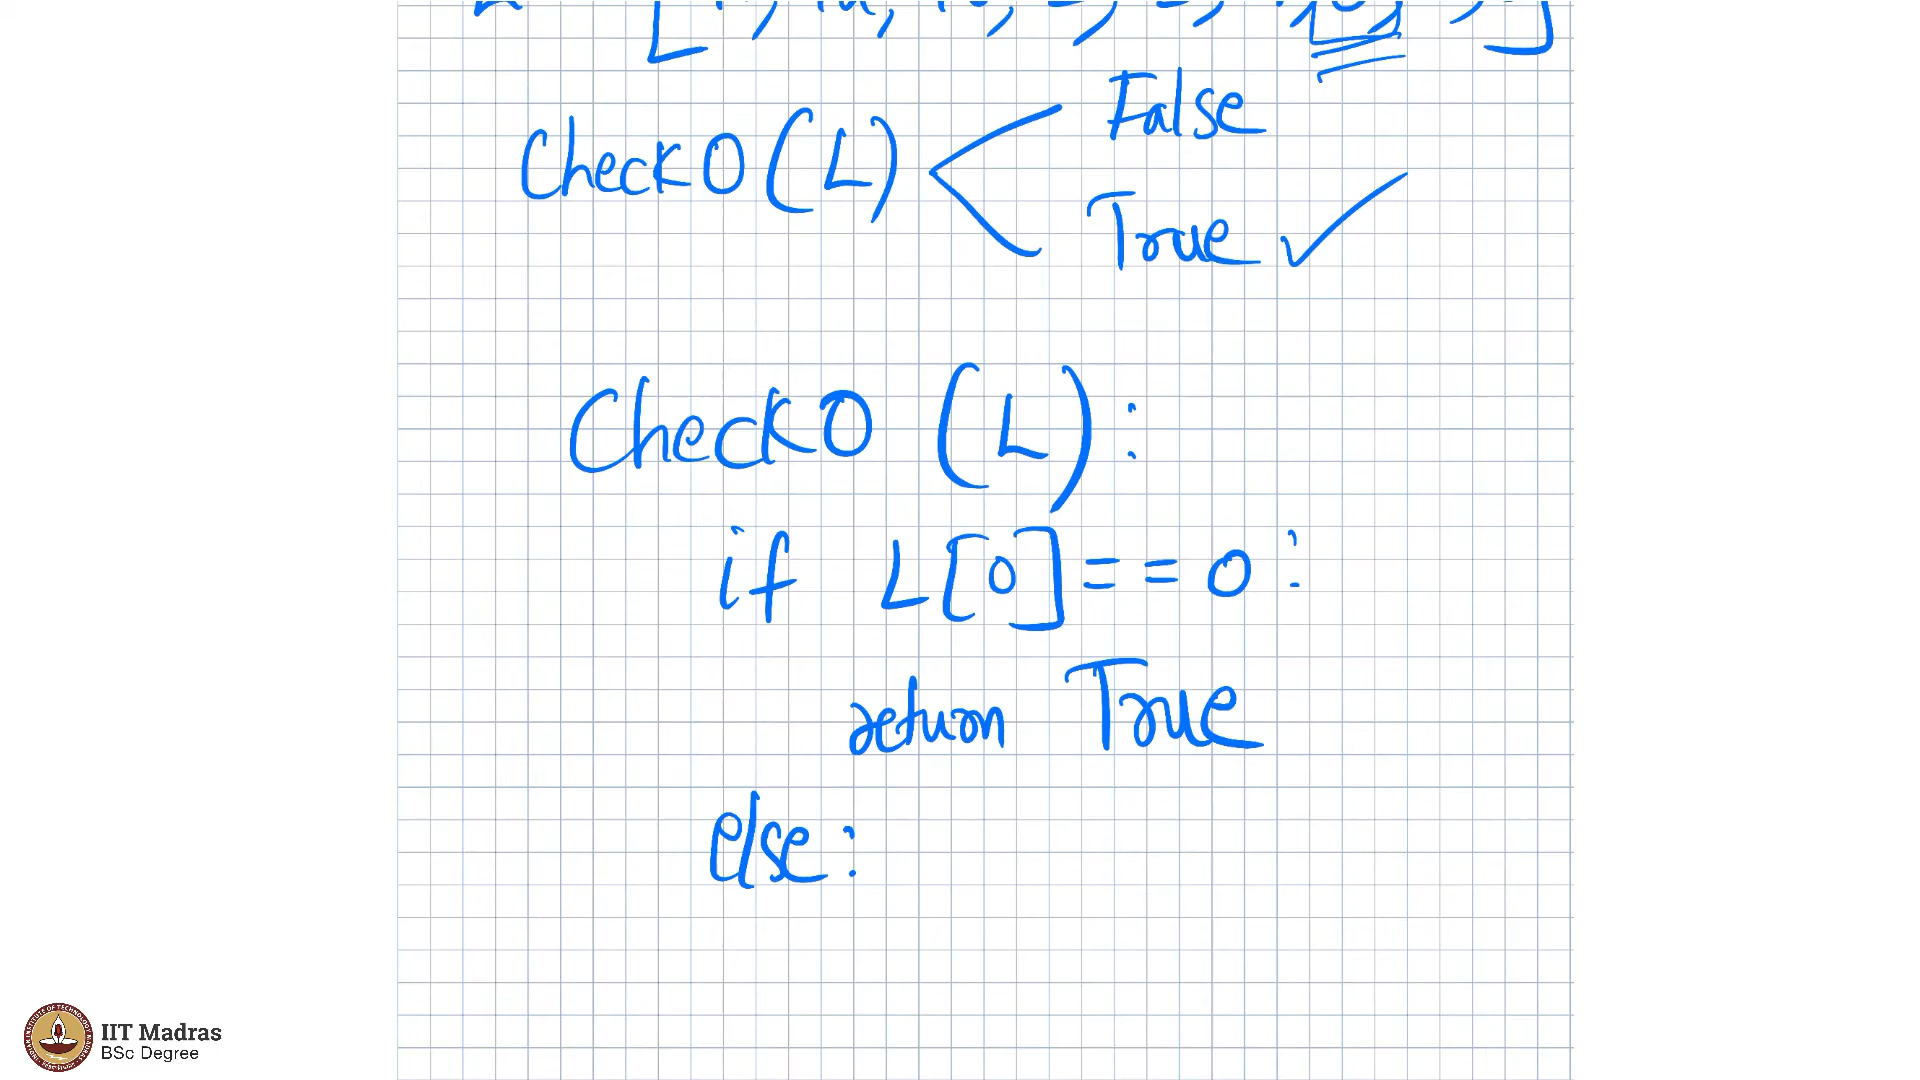 Check0 (L)
False
True ✓
Check0 (L):
if L[0] == 0:
return True
else:
IIT Madras
BSc Degree